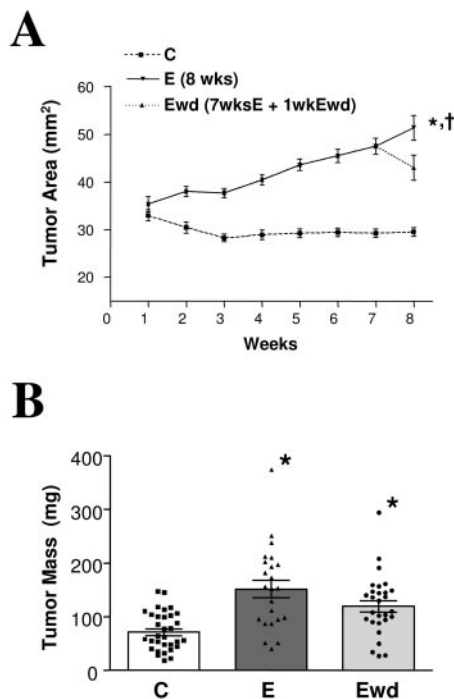 A
C
E (8 wks)
Ewd (7wksE + 1wkEwd)
Tumor Area (mm²)
60
50
40
30
20
*,†
0 1 2 3 4 5 6 7 8
Weeks
B
Tumor Mass (mg)
400
300
200
100
0
*
*
C E Ewd